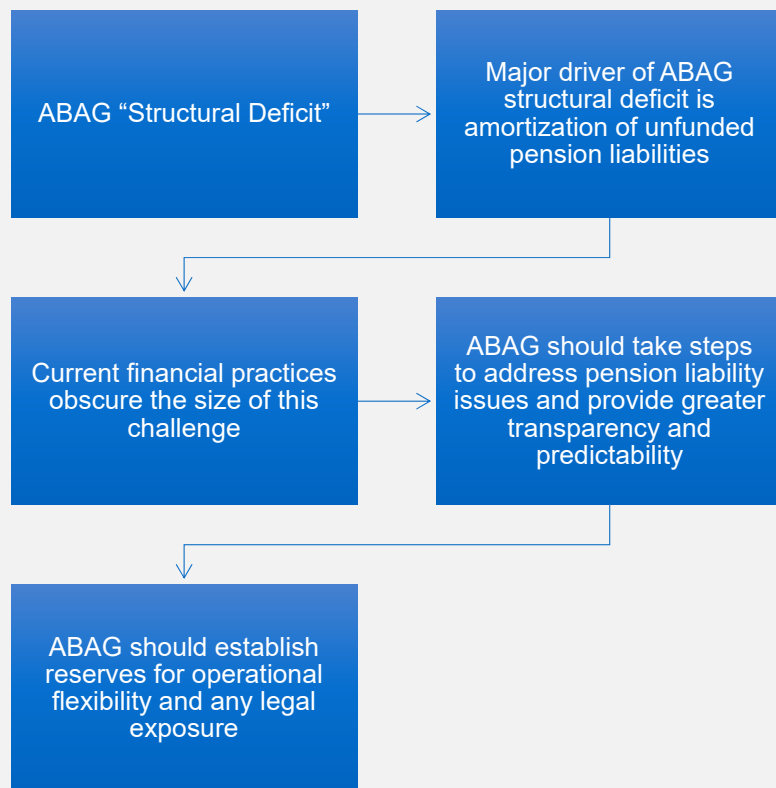 ABAG “Structural Deficit”
Major driver of ABAG
structural deficit is
amortization of unfunded
pension liabilities
Current financial practices
obscure the size of this
challenge
ABAG should take steps
to address pension liability
issues and provide greater
transparency and
predictability
ABAG should establish
reserves for operational
flexibility and any legal
exposure